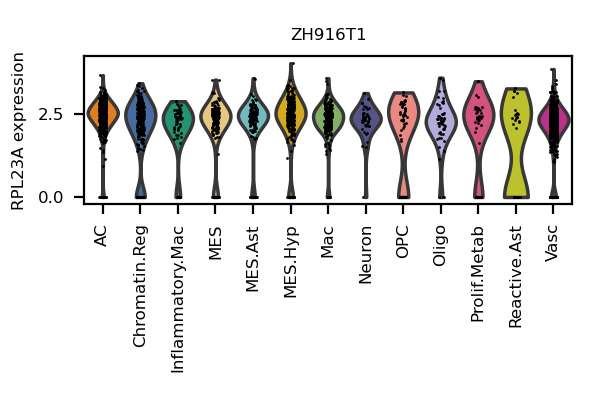 ZH916T1
RPL23A expression
2.5
0.0
AC
Chromatin.Reg
Inflammatory.Mac
MES
MES.Ast
MES.Hyp
Mac
Neuron
OPC
Oligo
Prolif.Metab
Reactive.Ast
Vasc